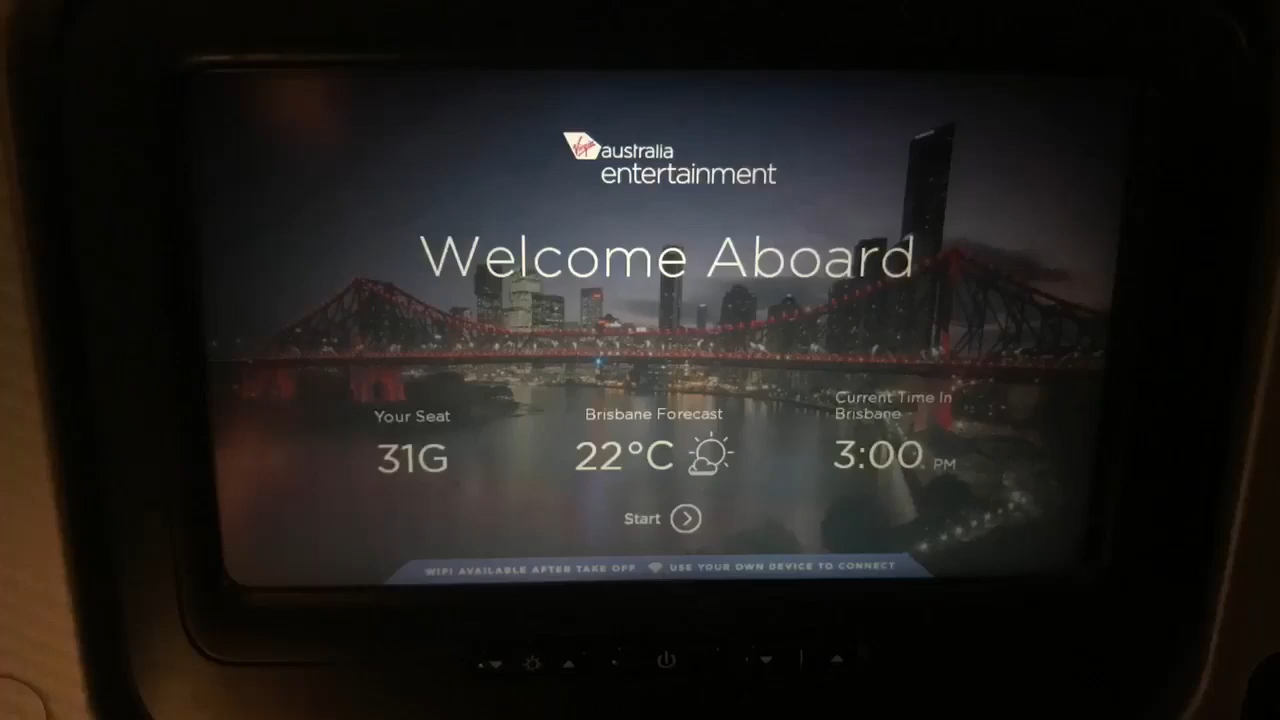 Virgin australia
entertainment
Welcome Aboard
Your Seat
31G
Brisbane Forecast
22°C
Current Time In
Brisbane
3:00 PM
Start
WIFI AVAILABLE AFTER TAKE OFF USE YOUR OWN DEVICE TO CONNECT